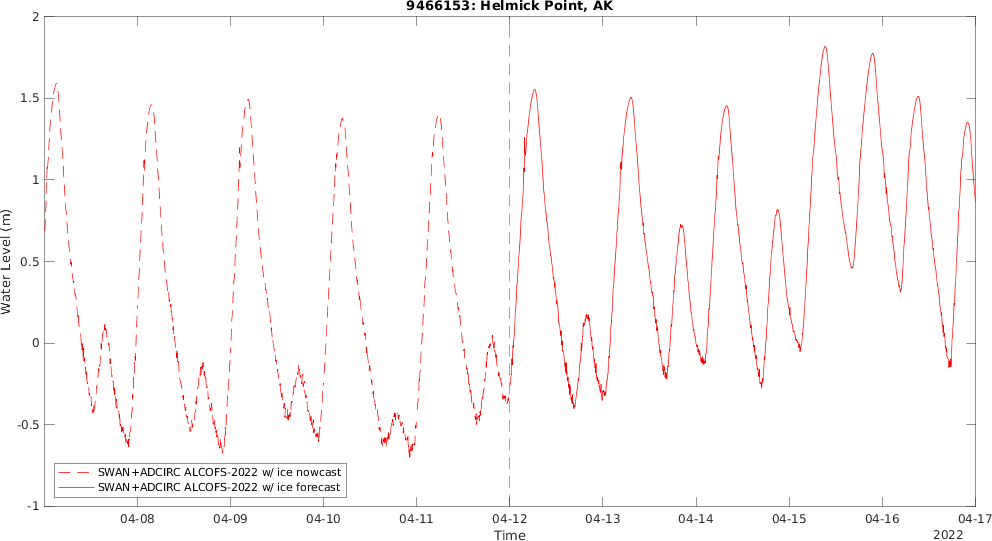 9466153: Helmick Point, AK
Water Level (m)
2
1.5
1
0.5
0
-0.5
-1
SWAN+ADCIRC ALCOFS-2022 w/ ice nowcast
SWAN+ADCIRC ALCOFS-2022 w/ ice forecast
04-08 04-09 04-10 04-11 04-12 04-13 04-14 04-15 04-16 04-17
Time
2022